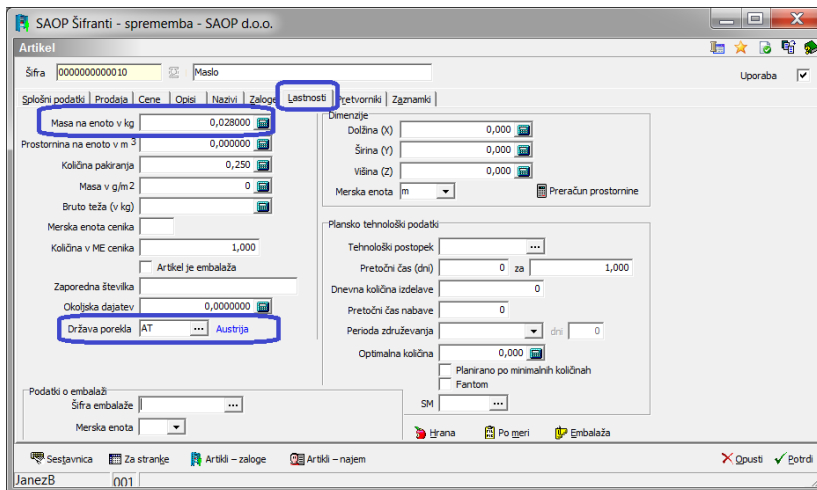 SAOP Šifranti - sprememba - SAOP d.o.o.
Artikel
Šifra 0000000000010 Maslo Uporaba
Splošni podatki Prodaja Cene Opisi Nazivi Zaloge Lastnosti Pretvorniki Zaznamki
Masa na enoto v kg 0,028000
Prostornina na enoto v m 3 0,000000
Količina pakiranja 0,250
Masa v g/m2 0
Bruto teža (v kg)
Merska enota cenika
Količina v ME cenika 1,000
Artikel je embalaža
Zaporedna številka
Okoljska dajatev 0,0000000
Država porekla AT ... Avstrija
Podatki o embalaži
Šifra embalaže ...
Merska enota
Dimenzije
Dolžina (X) 0,000
Širina (Y) 0,000
Višina (Z) 0,000
Merska enota m Preračun prostornine
Plansko tehnološki podatki
Tehnološki postopek ...
Pretočni čas (dni) 0 za 1,000
Dnevna količina izdelave 0
Pretočni čas nabave 0
Perioda združevanja dni 0
Optimalna količina 0,000
Planirano po minimalnih količinah
Fantom
SM ...
Hrana Po meri Embalaža
Sestavnica Za stranke Artikli – zaloge Artikli – najem Opusti Potrdi
JanezB 001